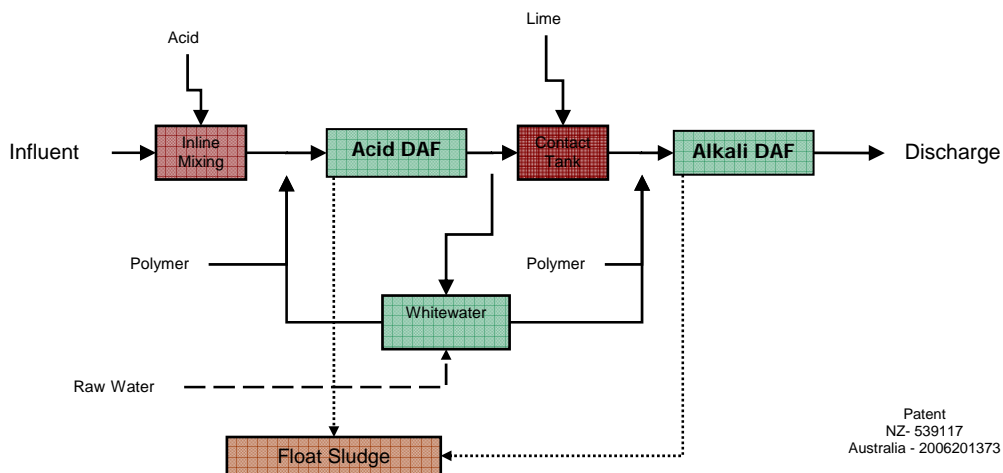 Lime
Acid
Influent
Inline
Mixing
Acid DAF
Contact
Tank
Alkali DAF
Discharge
Polymer
Polymer
Whitewater
Raw Water
Float Sludge
Patent
NZ- 539117
Australia - 2006201373